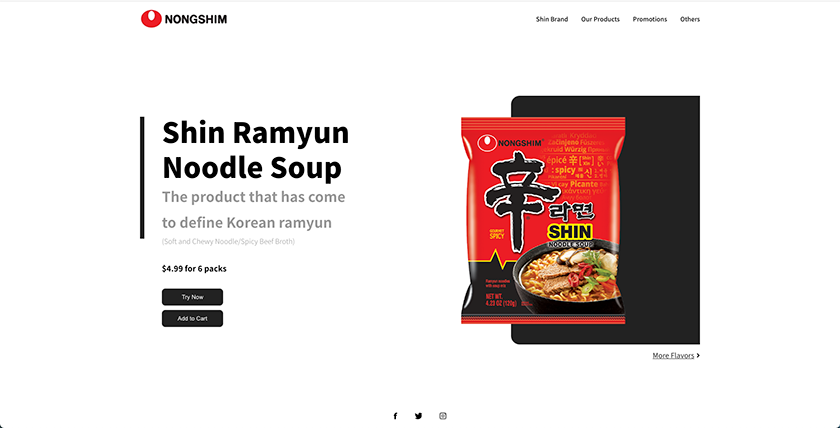 NONGSHIM
Shin Brand Our Products Promotions Others
Shin Ramyun
Noodle Soup
The product that has come
to define Korean ramyun
(Soft and Chewy Noodle/Spicy Beef Broth)
$4.99 for 6 packs
Try Now
Add to Cart
NONGSHIM
épicé 辛
spicy
Picante
辛
라면
GOURMET
SPICY
SHIN
NOODLE SOUP
NET WT.
4.23 OZ (120g)
More Flavors